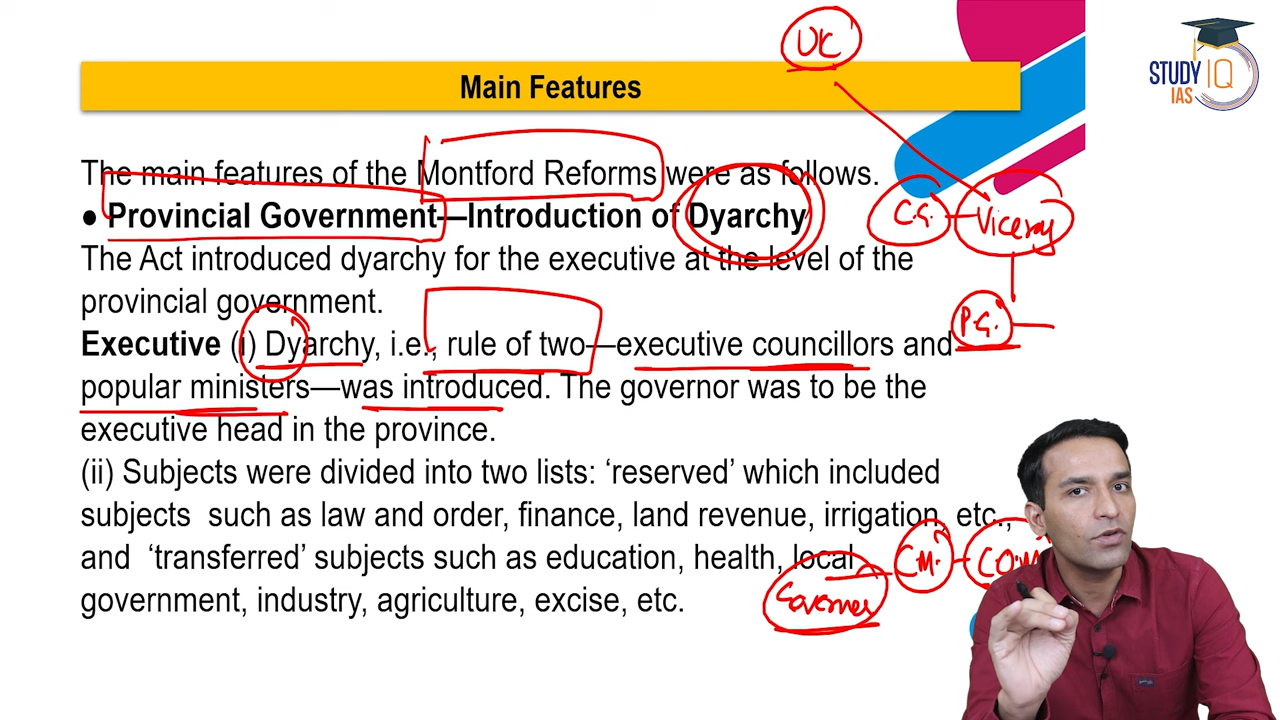 UK
STUDY IQ
IAS
Main Features
The main features of the Montford Reforms were as follows.
● Provincial Government—Introduction of Dyarchy
C.G. Viceroy
The Act introduced dyarchy for the executive at the level of the
provincial government.
P.G.
Executive (i) Dyarchy, i.e., rule of two—executive councillors and
popular ministers—was introduced. The governor was to be the
executive head in the province.
(ii) Subjects were divided into two lists: ‘reserved’ which included
subjects such as law and order, finance, land revenue, irrigation, etc.,
and ‘transferred’ subjects such as education, health, local
C.M.
Governer
government, industry, agriculture, excise, etc.